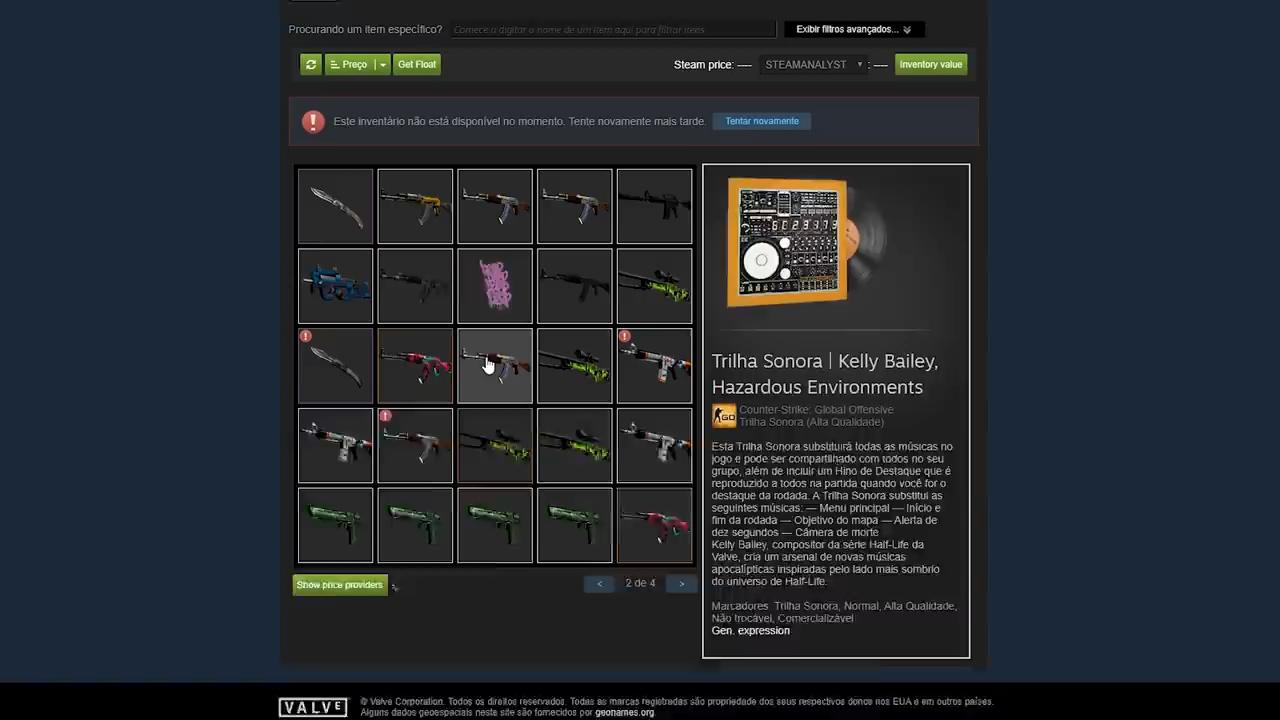 Procurando um item específico?
Comece a digitar o nome de um item aqui para filtrar itens
Exibir filtros avançados...
Preço
Get Float
Steam price: ----
STEAMANALYST
: ----
Inventory value
Este inventário não está disponível no momento. Tente novamente mais tarde.
Tentar novamente
Trilha Sonora | Kelly Bailey,
Hazardous Environments
Counter-Strike: Global Offensive
Trilha Sonora (Alta Qualidade)
Esta Trilha Sonora substituirá todas as músicas no
jogo e pode ser compartilhado com todos no seu
grupo, além de incluir um Hino de Destaque que é
reproduzido a todos na partida quando você for o
destaque da rodada. A Trilha Sonora substitui as
seguintes músicas: — Menu principal — Início e
fim da rodada — Objetivo do mapa — Alerta de
dez segundos — Câmera de morte
Kelly Bailey, compositor da série Half-Life da
Valve, cria um arsenal de novas músicas
apocalípticas inspiradas pelo lado mais sombrio
do universo de Half-Life.
Marcadores: Trilha Sonora, Normal, Alta Qualidade,
Não trocável, Comercializável
Gen. expression
Show price providers
<
2 de 4
>
VALVE
© Valve Corporation. Todos os direitos reservados. Todas as marcas registradas são propriedade dos seus respectivos donos nos EUA e em outros países.
Alguns dados geoespaciais neste site são fornecidos por geonames.org.